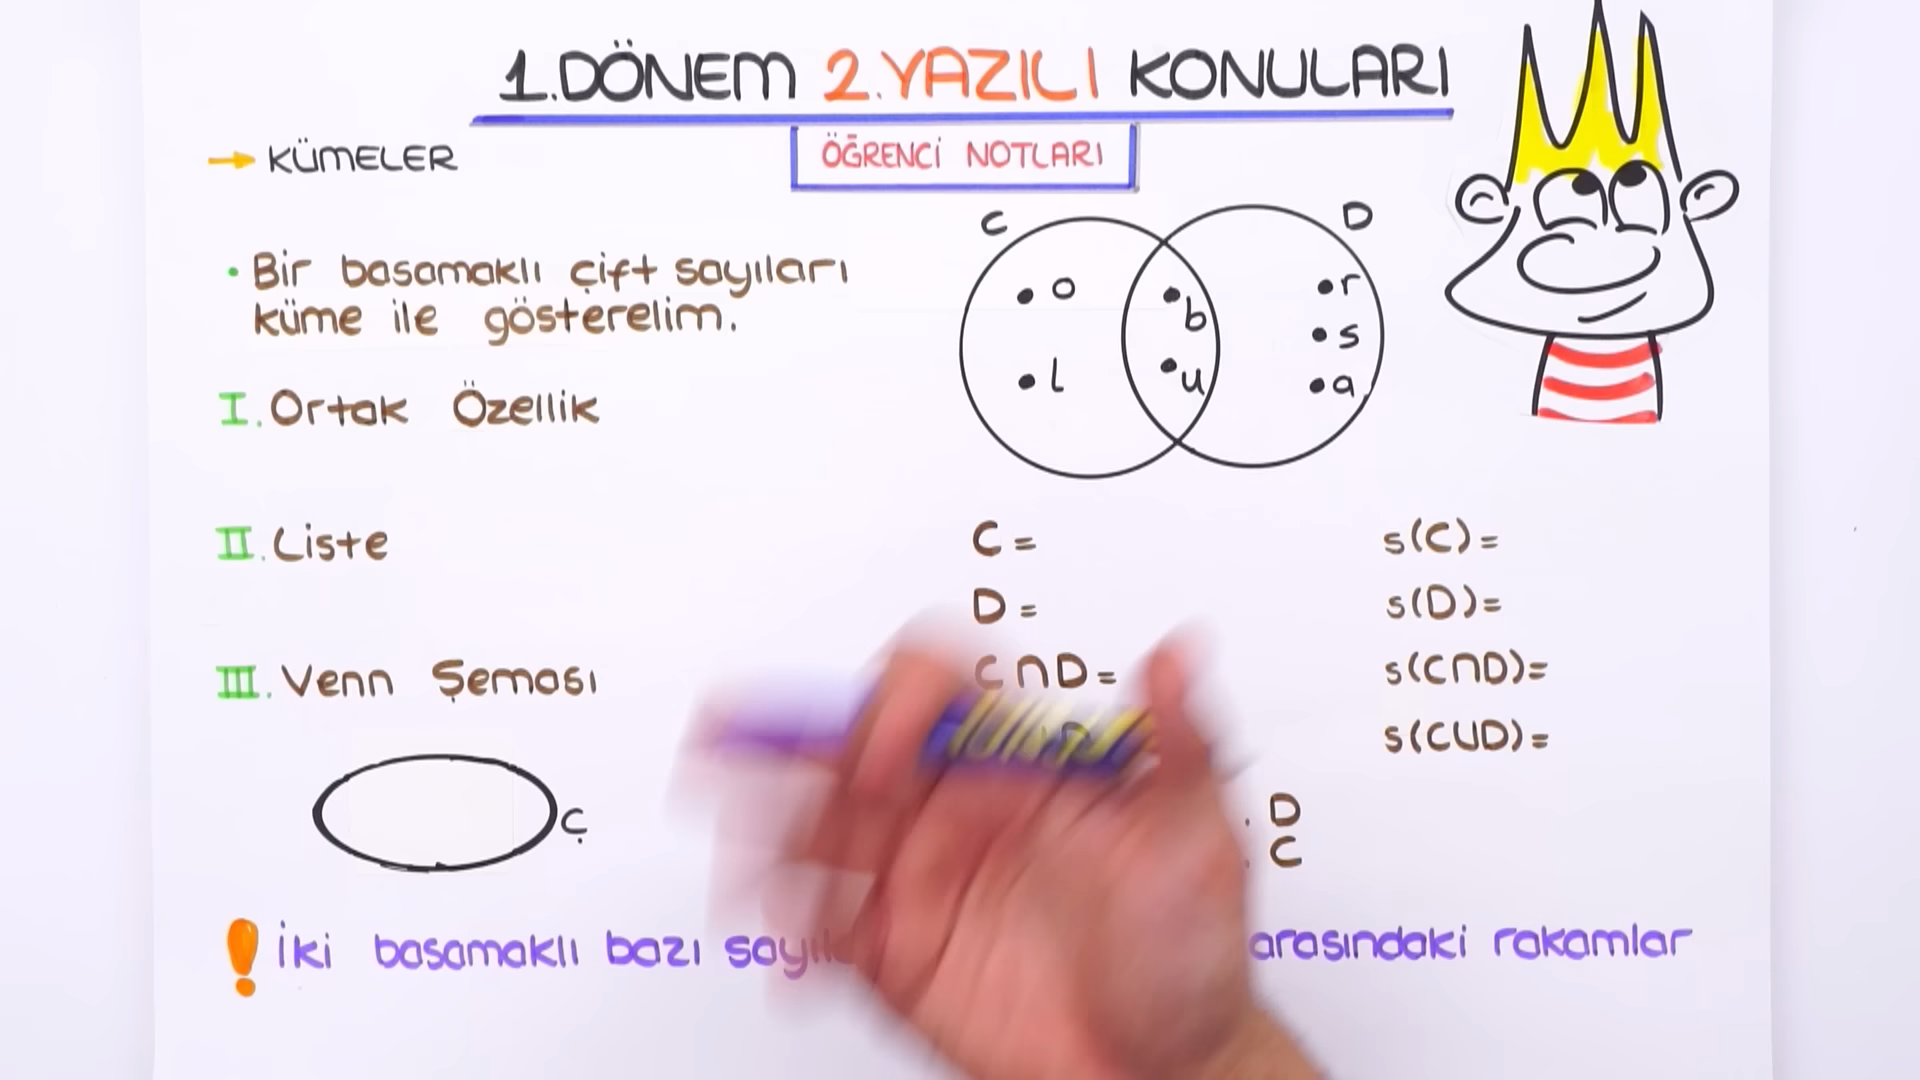 1.DÖNEM 2.YAZILI KONULARI
ÖĞRENCİ NOTLARI
→ KÜMELER
• Bir basamaklı çift sayıları
küme ile gösterelim.
I. Ortak Özellik
II. Liste
III. Venn Şeması
Ç
C D
• o
• l
• b
• u
• r
• s
• a
C =
D =
C∩D=
s(C)=
s(D)=
s(C∩D)=
s(CUD)=
. D
. C
! İki basamaklı bazı arasındaki rakamlar